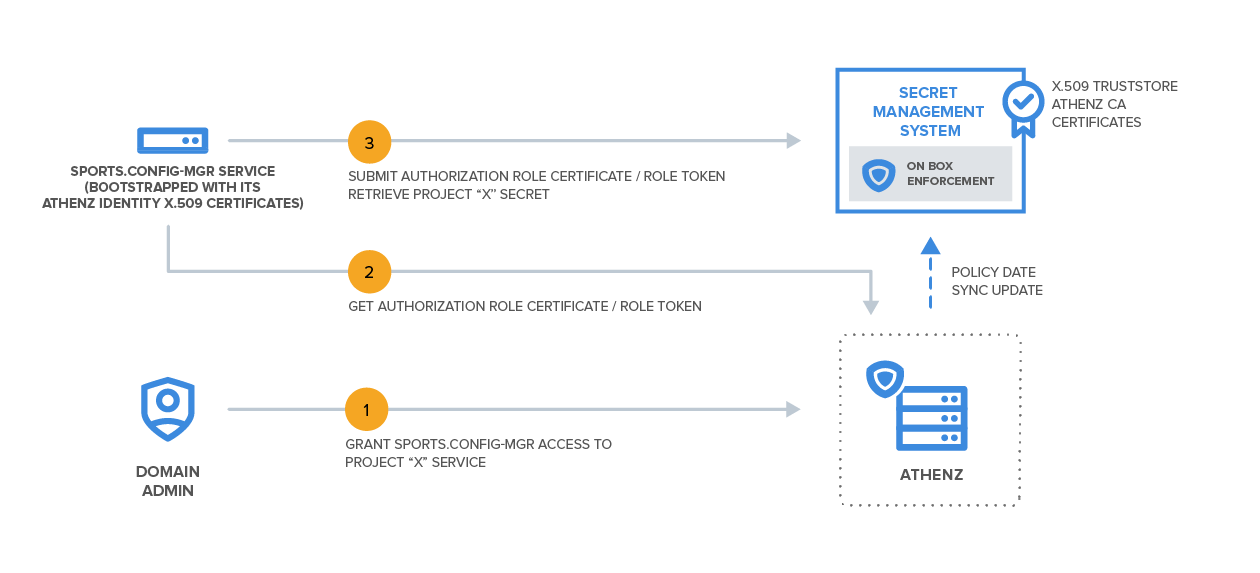 SECRET
MANAGEMENT
SYSTEM
ON BOX
ENFORCEMENT
X.509 TRUSTSTORE
ATHENZ CA
CERTIFICATES
SPORTS.CONFIG-MGR SERVICE
(BOOTSTRAPPED WITH ITS
ATHENZ IDENTITY X.509 CERTIFICATES)
3
SUBMIT AUTHORIZATION ROLE CERTIFICATE / ROLE TOKEN
RETRIEVE PROJECT “X” SECRET
2
GET AUTHORIZATION ROLE CERTIFICATE / ROLE TOKEN
POLICY DATE
SYNC UPDATE
1
GRANT SPORTS.CONFIG-MGR ACCESS TO
PROJECT “X” SERVICE
DOMAIN
ADMIN
ATHENZ